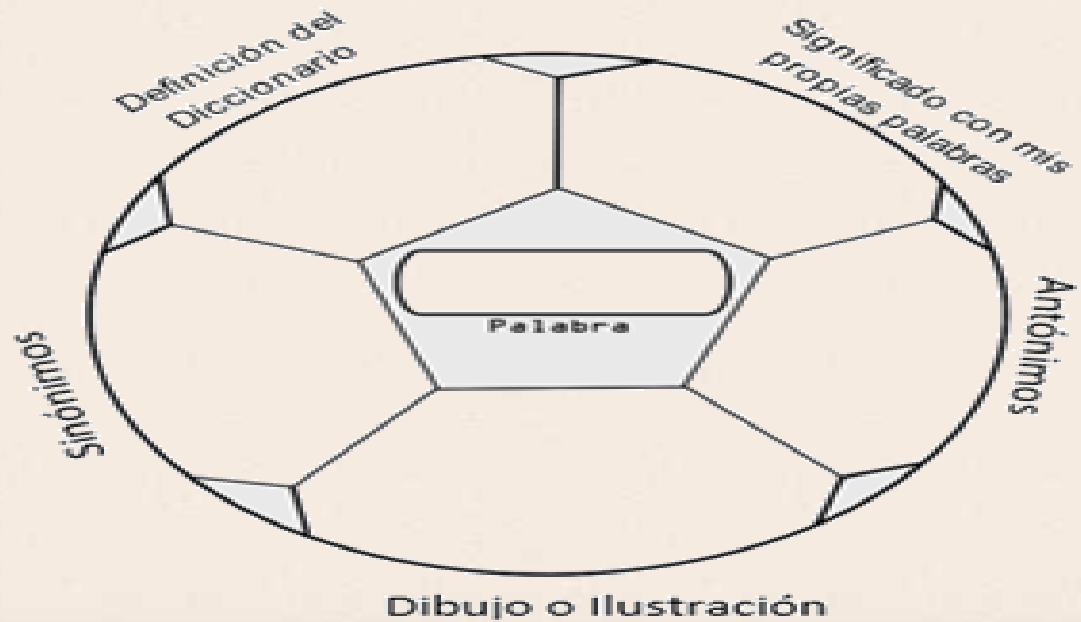 Definición del
Diccionario
Significado con mis
propias palabras
Palabra
Sinónimos
Antónimos
Dibujo o Ilustración